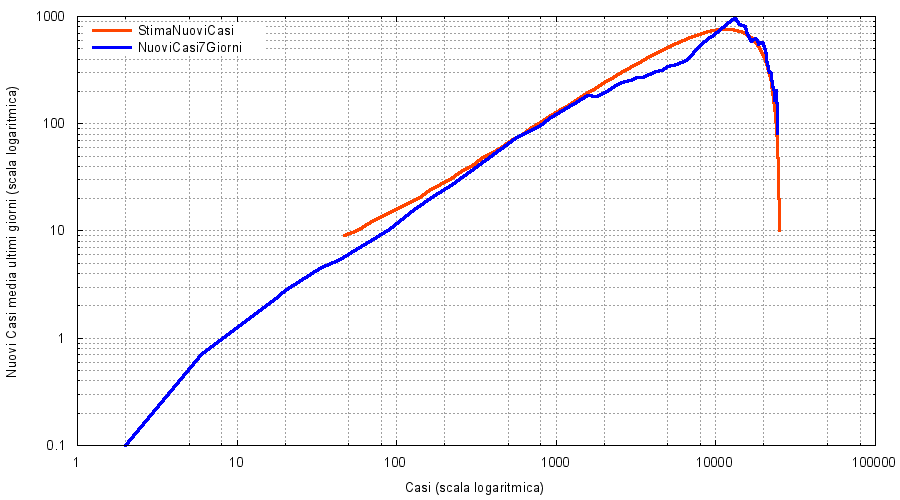 1000
100
10
1
0.1
StimaNuoviCasi
NuoviCasi7Giorni
Nuovi Casi media ultimi giorni (scala logaritmica)
1 10 100 1000 10000 100000
Casi (scala logaritmica)